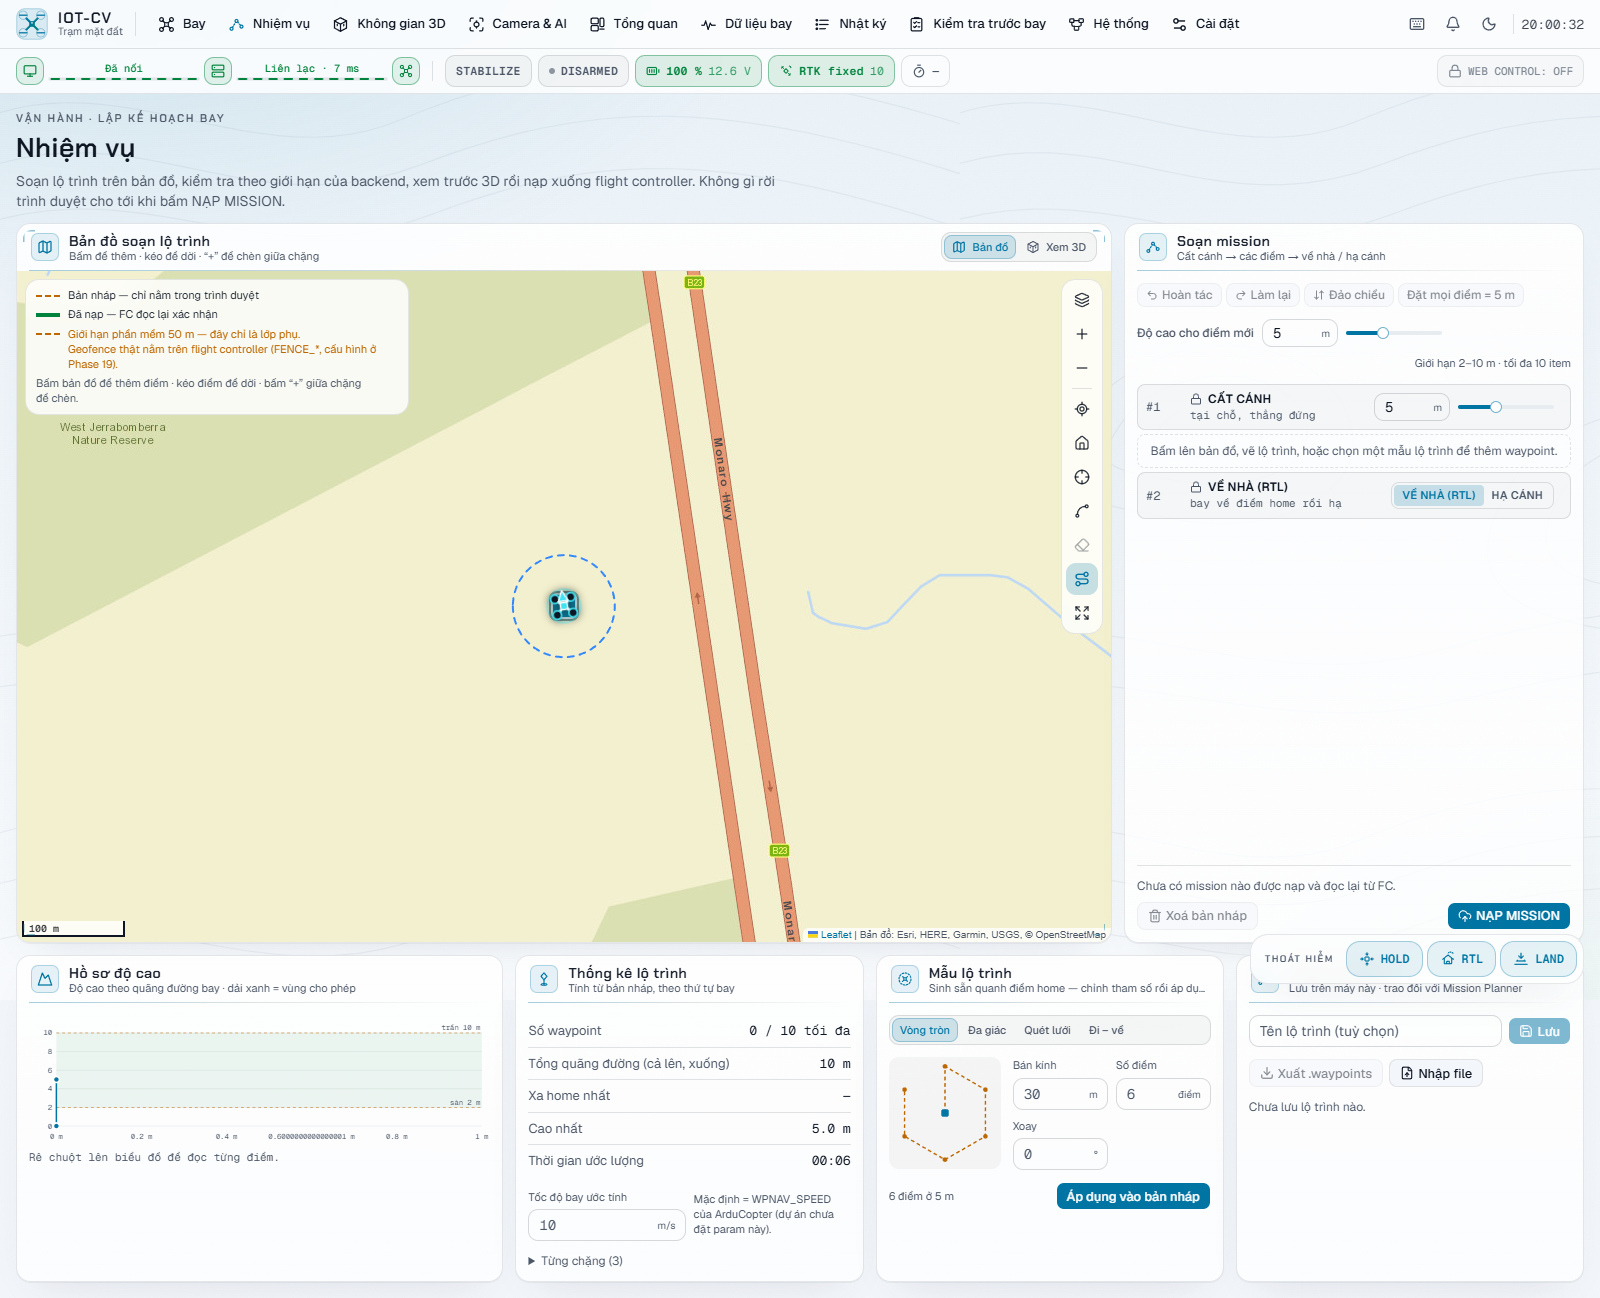 IOT-CV
Trạm mặt đất
Bay
Nhiệm vụ
Không gian 3D
Camera & AI
Tổng quan
Dữ liệu bay
Nhật ký
Kiểm tra trước bay
Hệ thống
Cài đặt
20:00:32
Đã nối
Liên lạc · 7 ms
STABILIZE
DISARMED
100 % 12.6 V
RTK fixed 10
–
WEB CONTROL: OFF
VẬN HÀNH · LẬP KẾ HOẠCH BAY
Nhiệm vụ
Soạn lộ trình trên bản đồ, kiểm tra theo giới hạn của backend, xem trước 3D rồi nạp xuống flight controller. Không gì rời
trình duyệt cho tới khi bấm NẠP MISSION.
Bản đồ soạn lộ trình
Bấm để thêm · kéo để dời · “+” để chèn giữa chặng
Bản đồ
Xem 3D
Bản nháp — chỉ nằm trong trình duyệt
Đã nạp — FC đọc lại xác nhận
Giới hạn phần mềm 50 m — đây chỉ là lớp phụ.
Geofence thật nằm trên flight controller (FENCE_*, cấu hình ở
Phase 19).
Bấm bản đồ để thêm điểm · kéo điểm để dời · bấm “+” giữa chặng
để chèn.
West Jerrabomberra
Nature Reserve
B23
Monaro Hwy
B23
Monar
100 m
Leaflet | Bản đồ: Esri, HERE, Garmin, USGS, © OpenStreetMap
Soạn mission
Cất cánh → các điểm → về nhà / hạ cánh
Hoàn tác
Làm lại
Đảo chiều
Đặt mọi điểm = 5 m
Độ cao cho điểm mới
5 m
Giới hạn 2–10 m · tối đa 10 item
#1
CẤT CÁNH
tại chỗ, thẳng đứng
5 m
Bấm lên bản đồ, vẽ lộ trình, hoặc chọn một mẫu lộ trình để thêm waypoint.
#2
VỀ NHÀ (RTL)
bay về điểm home rồi hạ
VỀ NHÀ (RTL)
HẠ CÁNH
Chưa có mission nào được nạp và đọc lại từ FC.
Xoá bản nháp
NẠP MISSION
THOÁT HIỂM
HOLD
RTL
LAND
Hồ sơ độ cao
Độ cao theo quãng đường bay · dải xanh = vùng cho phép
trần 10 m
sàn 2 m
10
8
6
4
2
0
0 m
0.2 m
0.4 m
0.6000000000000001 m
0.8 m
1 m
Rê chuột lên biểu đồ để đọc từng điểm.
Thống kê lộ trình
Tính từ bản nháp, theo thứ tự bay
Số waypoint
0 / 10 tối đa
Tổng quãng đường (cả lên, xuống)
10 m
Xa home nhất
–
Cao nhất
5.0 m
Thời gian ước lượng
00:06
Tốc độ bay ước tính
10 m/s
Mặc định = WPNAV_SPEED
của ArduCopter (dự án chưa
đặt param này).
Từng chặng (3)
Mẫu lộ trình
Sinh sẵn quanh điểm home — chỉnh tham số rồi áp dụ…
Vòng tròn
Đa giác
Quét lưới
Đi – về
Bán kính
30 m
Số điểm
6 điểm
Xoay
0 °
6 điểm ở 5 m
Áp dụng vào bản nháp
Lưu trên máy này · trao đổi với Mission Planner
Tên lộ trình (tuỳ chọn)
Lưu
Xuất .waypoints
Nhập file
Chưa lưu lộ trình nào.